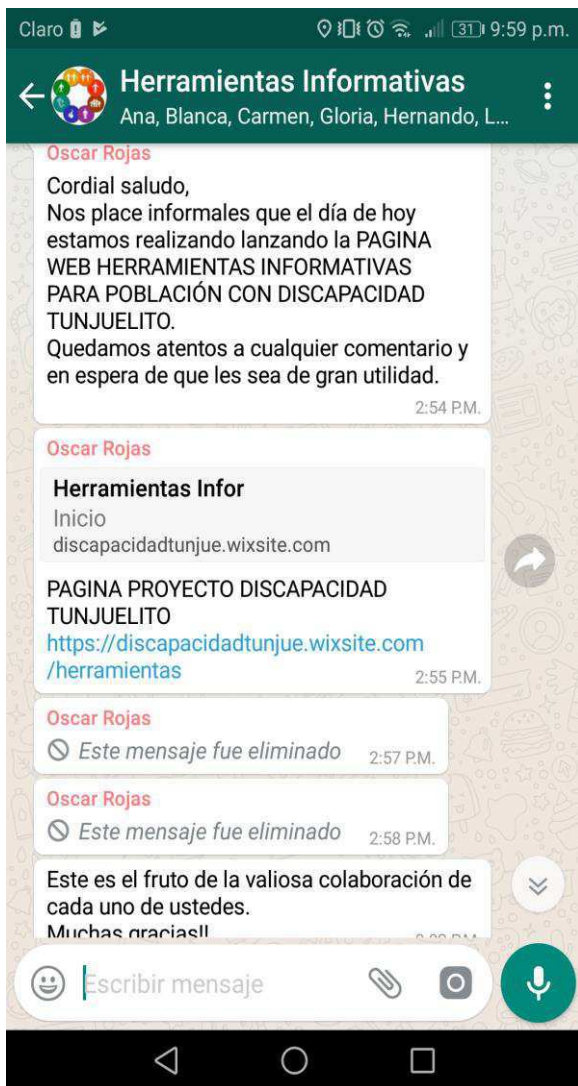 Claro
31 9:59 p.m.
Herramientas Informativas
Ana, Blanca, Carmen, Gloria, Hernando, L...
Oscar Rojas
Cordial saludo,
Nos place informales que el día de hoy
estamos realizando lanzando la PAGINA
WEB HERRAMIENTAS INFORMATIVAS
PARA POBLACIÓN CON DISCAPACIDAD
TUNJUELITO.
Quedamos atentos a cualquier comentario y
en espera de que les sea de gran utilidad.
2:54 P.M.
Oscar Rojas
Herramientas Infor
Inicio
discapacidadtunjue.wixsite.com
PAGINA PROYECTO DISCAPACIDAD
TUNJUELITO
https://discapacidadtunjue.wixsite.com
/herramientas 2:55 P.M.
Oscar Rojas
Este mensaje fue eliminado 2:57 P.M.
Oscar Rojas
Este mensaje fue eliminado 2:58 P.M.
Este es el fruto de la valiosa colaboración de
cada uno de ustedes.
Muchas gracias!!
Escribir mensaje